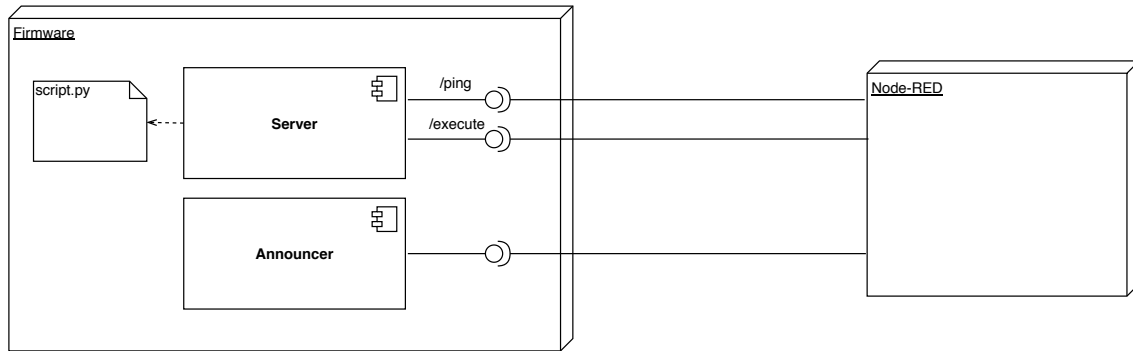 Firmware
script.py
Server
/ping
/execute
Announcer
Node-RED